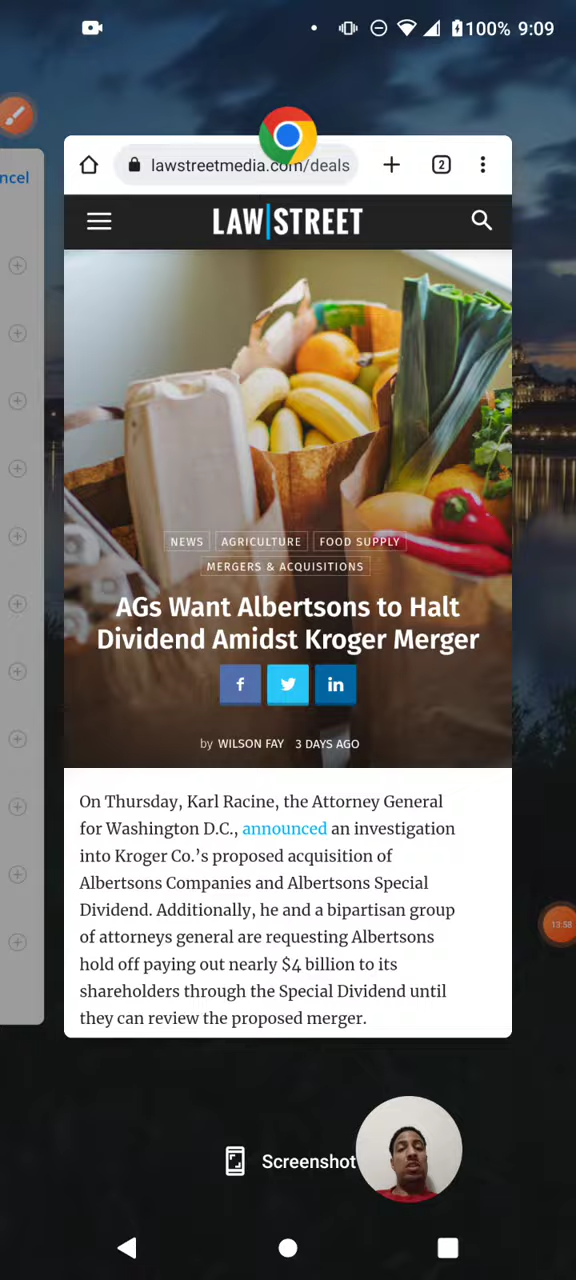 100% 9:09
ncel
lawstreetmedia.com/deals
2
LAW|STREET
NEWS AGRICULTURE FOOD SUPPLY
MERGERS & ACQUISITIONS
AGs Want Albertsons to Halt
Dividend Amidst Kroger Merger
by WILSON FAY 3 DAYS AGO
On Thursday, Karl Racine, the Attorney General
for Washington D.C., announced an investigation
into Kroger Co.’s proposed acquisition of
Albertsons Companies and Albertsons Special
Dividend. Additionally, he and a bipartisan group
of attorneys general are requesting Albertsons
hold off paying out nearly $4 billion to its
shareholders through the Special Dividend until
they can review the proposed merger.
13:58
Screenshot